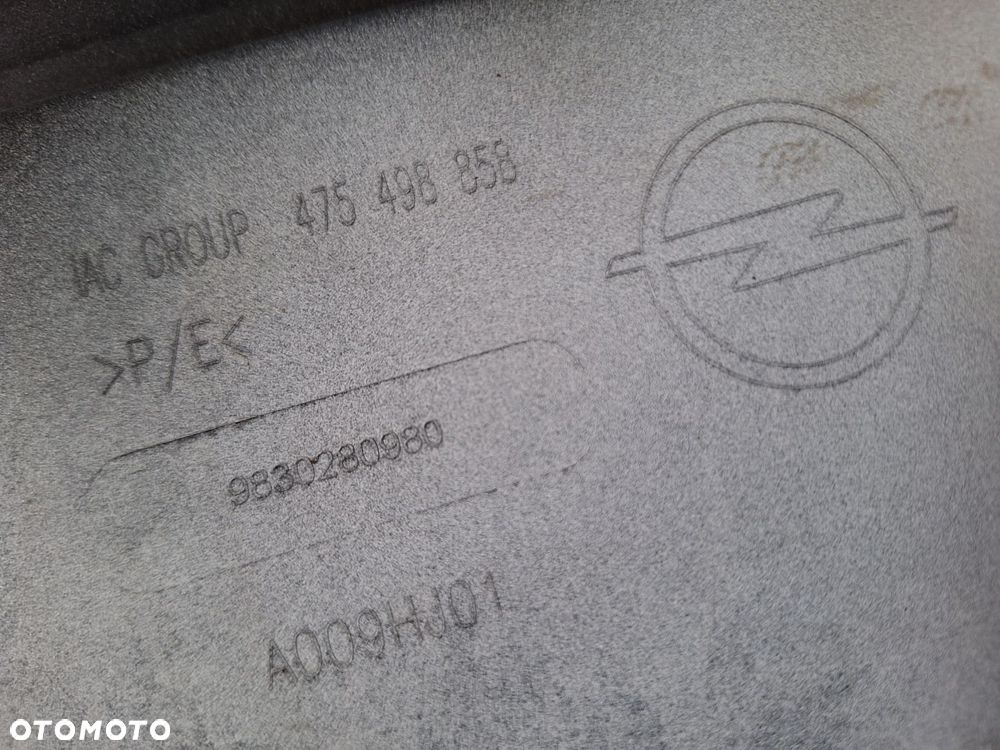 IAC GROUP 475 498 858
>P/E<
9830280980
A009HJ01
OTOMOTO